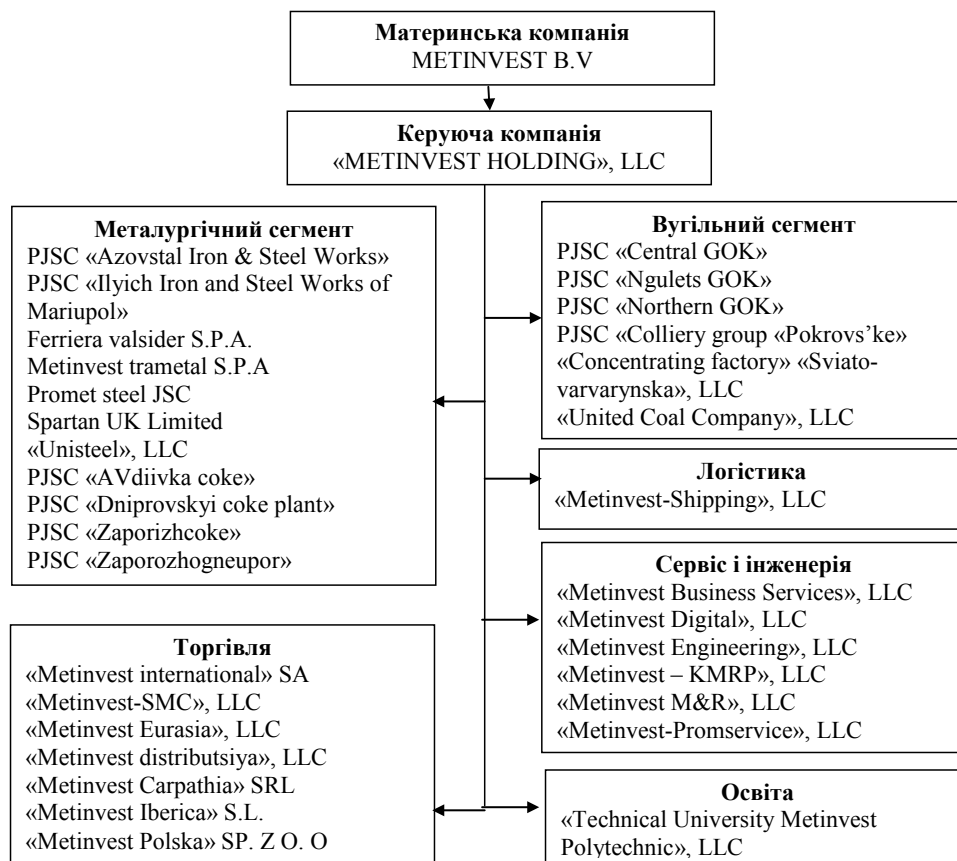 Материнська компанія
METINVEST B.V
Керуюча компанія
«METINVEST HOLDING», LLC
Металургічний сегмент
PJSC «Azovstal Iron & Steel Works»
PJSC «Ilyich Iron and Steel Works of
Mariupol»
Ferriera valsider S.P.A.
Metinvest trametal S.P.A
Promet steel JSC
Spartan UK Limited
«Unisteel», LLC
PJSC «AVdiivka coke»
PJSC «Dniprovskyi coke plant»
PJSC «Zaporizhcoke»
PJSC «Zaporozhogneupor»
Вугільний сегмент
PJSC «Central GOK»
PJSC «Ngulets GOK»
PJSC «Northern GOK»
PJSC «Colliery group «Pokrovs’ke»
«Concentrating factory» «Sviato-
varvarynska», LLC
«United Coal Company», LLC
Логістика
«Metinvest-Shipping», LLC
Сервіс і інженерія
«Metinvest Business Services», LLC
«Metinvest Digital», LLC
«Metinvest Engineering», LLC
«Metinvest – KMRP», LLC
«Metinvest M&R», LLC
«Metinvest-Promservice», LLC
Торгівля
«Metinvest international» SA
«Metinvest-SMC», LLC
«Metinvest Eurasia», LLC
«Metinvest distributsiya», LLC
«Metinvest Carpathia» SRL
«Metinvest Iberica» S.L.
«Metinvest Polska» SP. Z O. O
Освіта
«Technical University Metinvest
Polytechnic», LLC